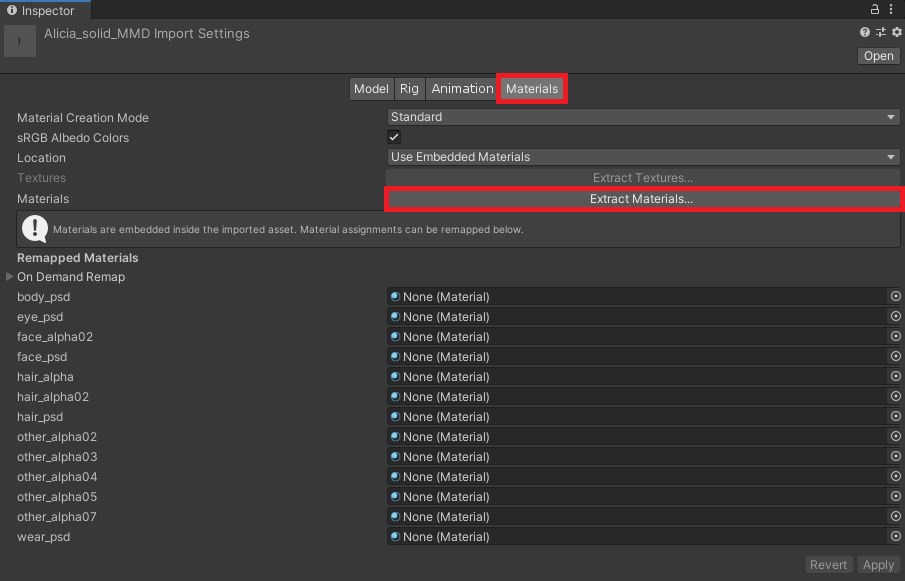 Inspector
Alicia_solid_MMD Import Settings
Open
Model Rig Animation Materials
Material Creation Mode Standard
sRGB Albedo Colors
Location Use Embedded Materials
Textures Extract Textures...
Materials Extract Materials...
Materials are embedded inside the imported asset. Material assignments can be remapped below.
Remapped Materials
On Demand Remap
body_psd None (Material)
eye_psd None (Material)
face_alpha02 None (Material)
face_psd None (Material)
hair_alpha None (Material)
hair_alpha02 None (Material)
hair_psd None (Material)
other_alpha02 None (Material)
other_alpha03 None (Material)
other_alpha04 None (Material)
other_alpha05 None (Material)
other_alpha07 None (Material)
wear_psd None (Material)
Revert Apply